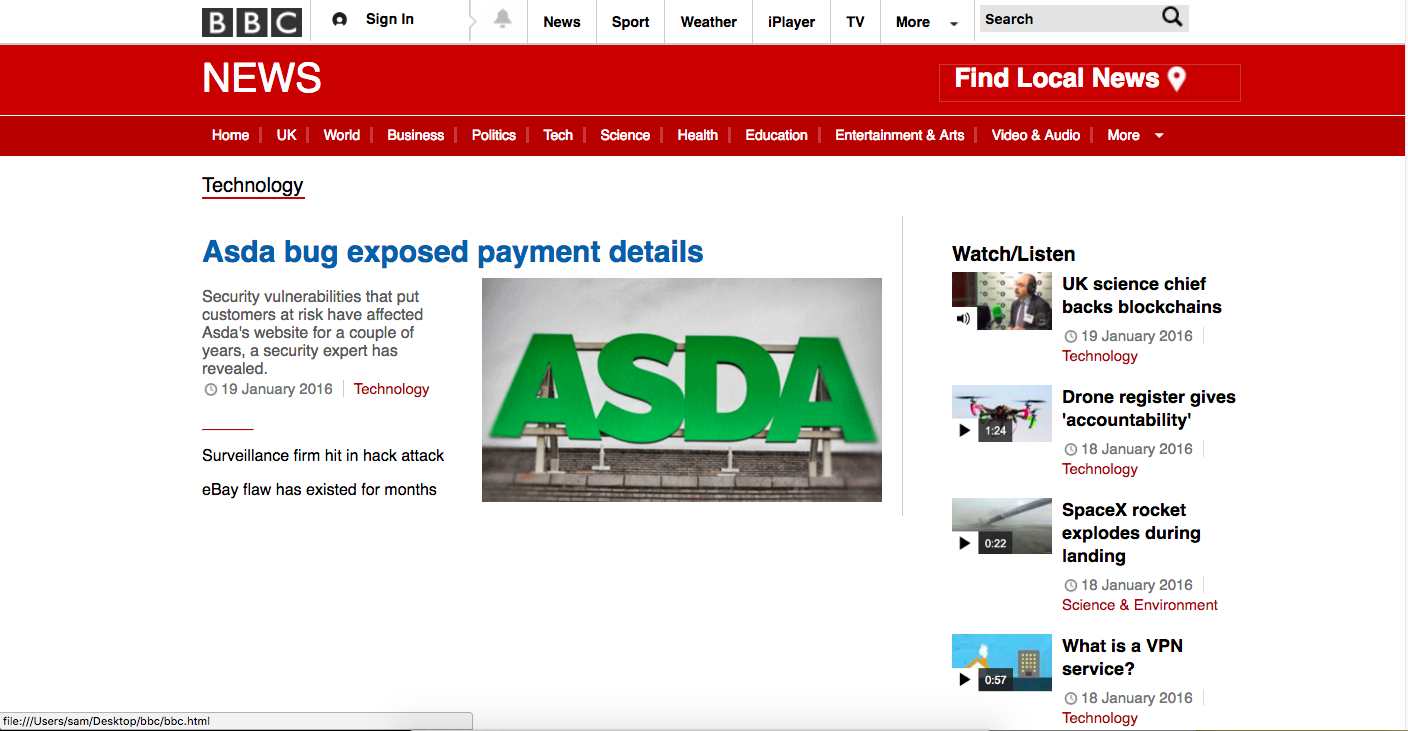 BBC Sign In News Sport Weather iPlayer TV More Search
NEWS Find Local News
Home UK World Business Politics Tech Science Health Education Entertainment & Arts Video & Audio More
Technology
Asda bug exposed payment details
Security vulnerabilities that put
customers at risk have affected
Asda's website for a couple of
years, a security expert has
revealed.
19 January 2016 Technology
Surveillance firm hit in hack attack
eBay flaw has existed for months
ASDA
Watch/Listen
UK science chief
backs blockchains
19 January 2016
Technology
1:24
Drone register gives
'accountability'
18 January 2016
Technology
0:22
SpaceX rocket
explodes during
landing
18 January 2016
Science & Environment
0:57
What is a VPN
service?
18 January 2016
Technology
file:///Users/sam/Desktop/bbc/bbc.html